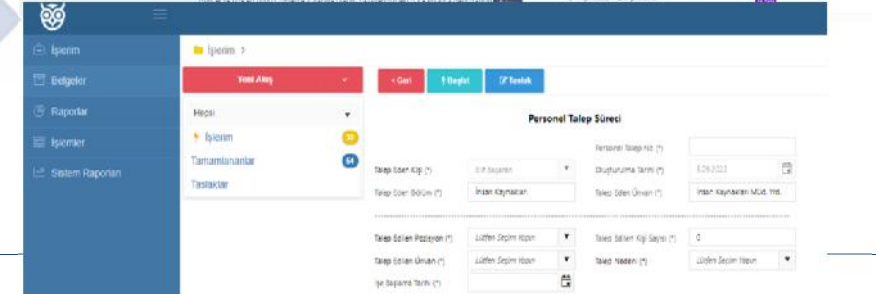 İşlerim
Belgeler
Raporlar
İşlemler
Sistem Raporları
İşlerim >
Yeni Akış
Hepsi
İşlerim
Tamamlananlar
64
Taslaklar
< Geri
Başlat
Taslak
Personel Talep Süreci
Personel Talep No (*)
Talep Eden Kişi (*)
Oluşturulma Tarihi (*)
Talep Eden Bölüm (*) İnsan Kaynakları
Talep Eden Ünvan (*) İnsan Kaynakları Müd. Yrd.
Talep Edilen Pozisyon (*) Lütfen Seçim Yapın
Talep Edilen Kişi Sayısı (*) 0
Talep Edilen Ünvan (*) Lütfen Seçim Yapın
Talep Nedeni (*) Lütfen Seçim Yapın
İşe Başlama Tarihi (*)